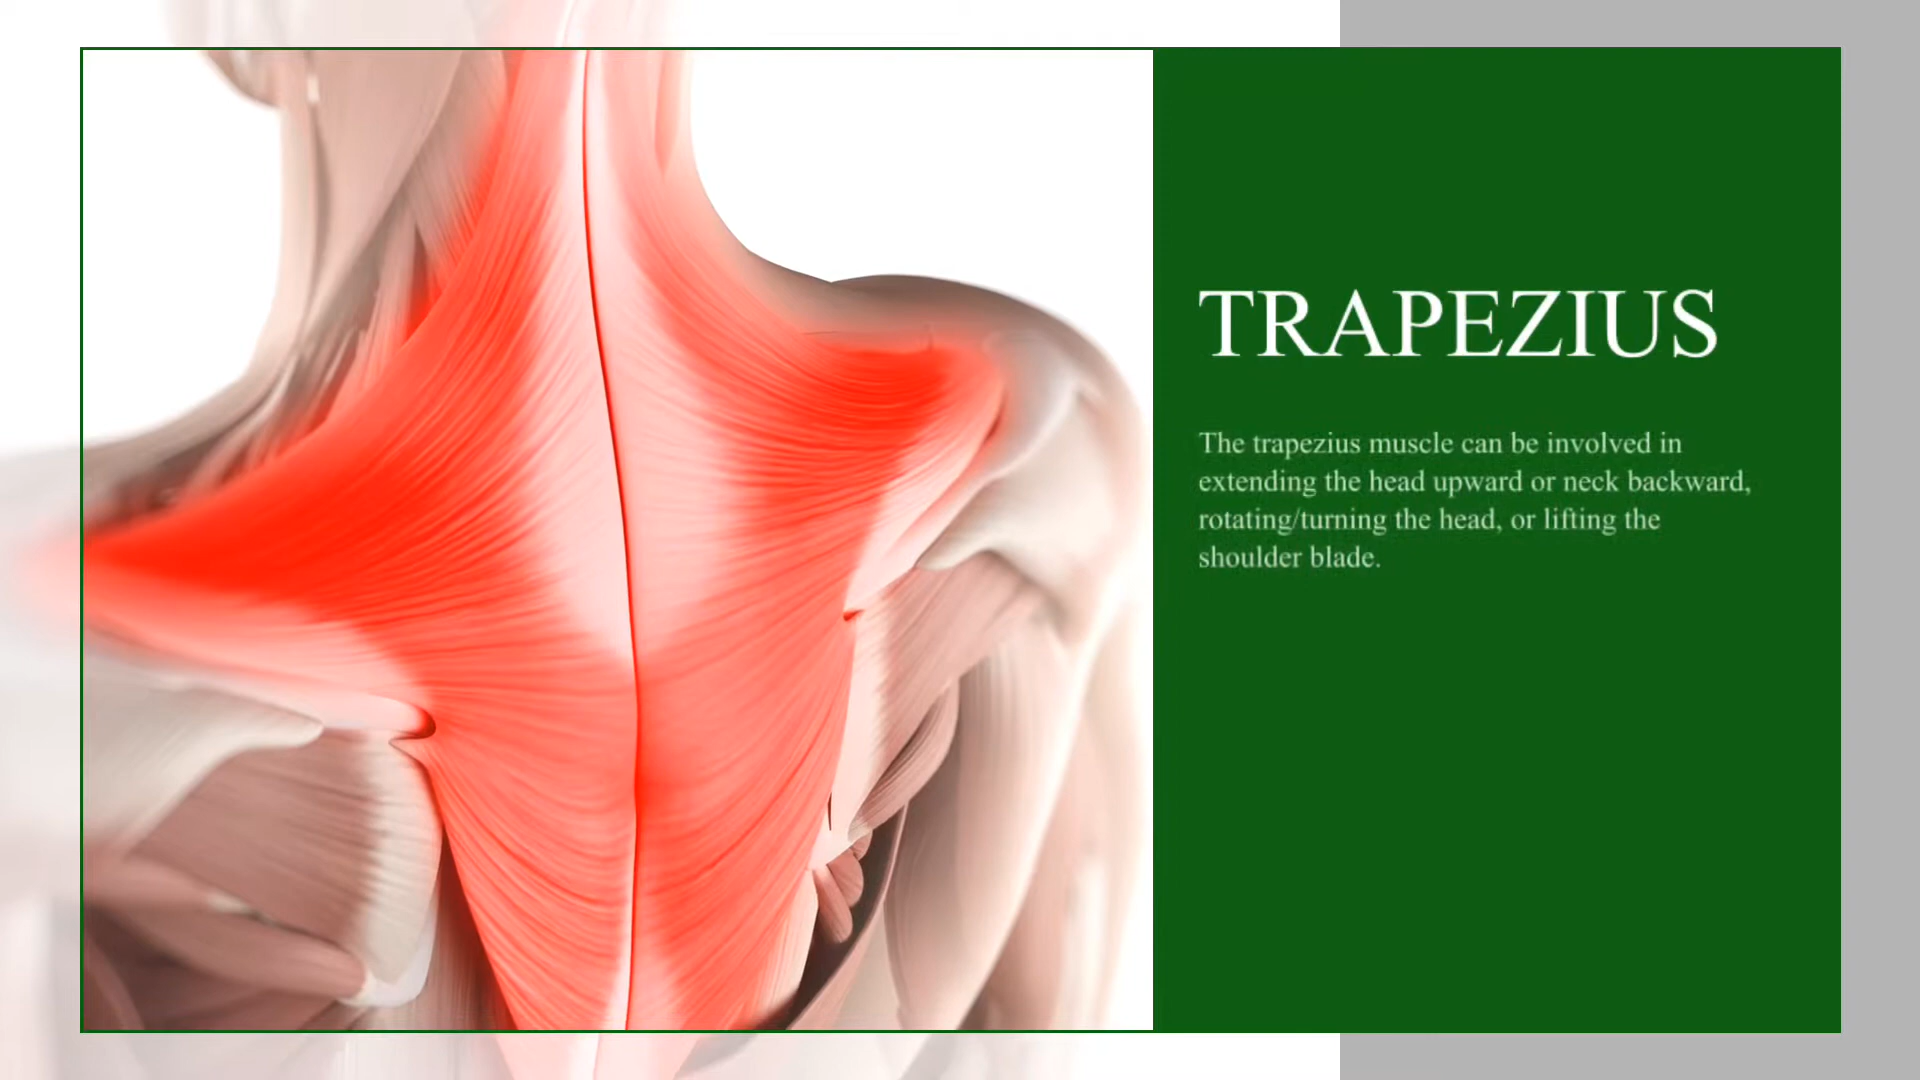 TRAPEZIUS
The trapezius muscle can be involved in
extending the head upward or neck backward,
rotating/turning the head, or lifting the
shoulder blade.